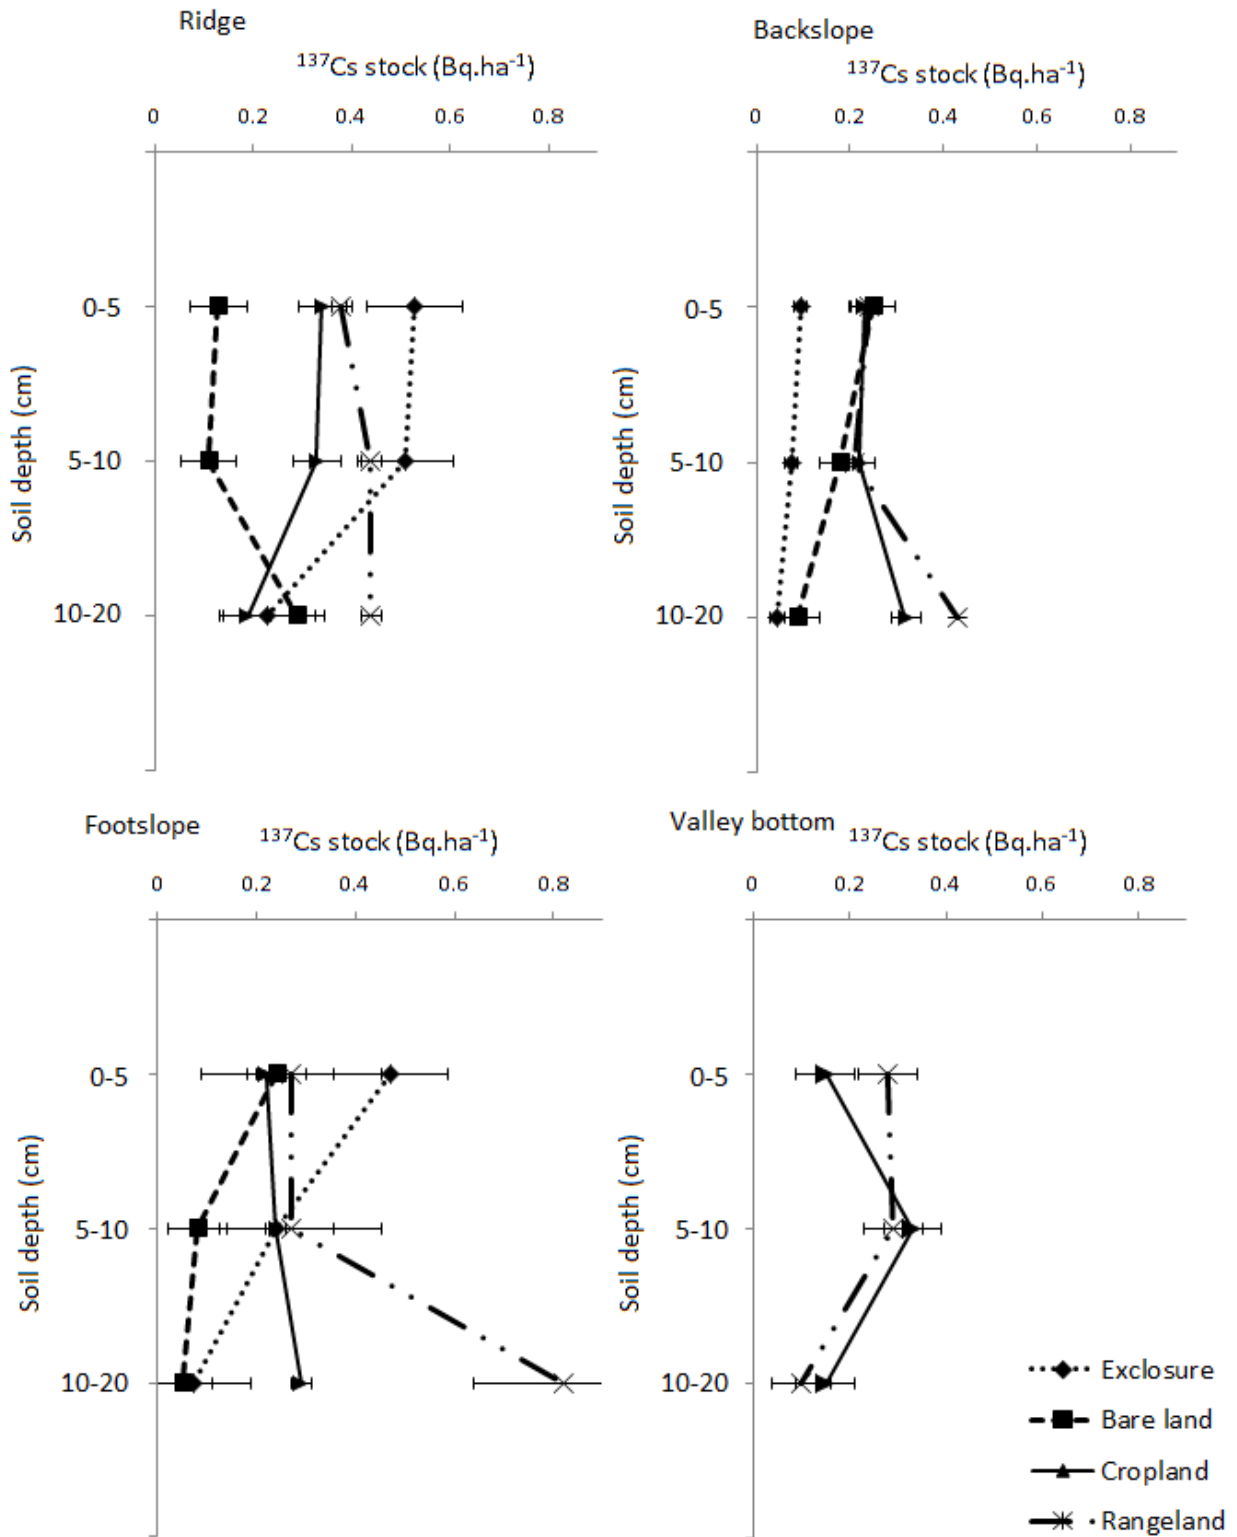 Ridge
¹³⁷Cs stock (Bq.ha⁻¹)
0 0.2 0.4 0.6 0.8
Soil depth (cm)
0-5
5-10
10-20
Backslope
¹³⁷Cs stock (Bq.ha⁻¹)
0 0.2 0.4 0.6 0.8
Soil depth (cm)
0-5
5-10
10-20
Footslope
¹³⁷Cs stock (Bq.ha⁻¹)
0 0.2 0.4 0.6 0.8
Soil depth (cm)
0-5
5-10
10-20
Valley bottom
¹³⁷Cs stock (Bq.ha⁻¹)
0 0.2 0.4 0.6 0.8
Soil depth (cm)
0-5
5-10
10-20
Exclosure
Bare land
Cropland
Rangeland